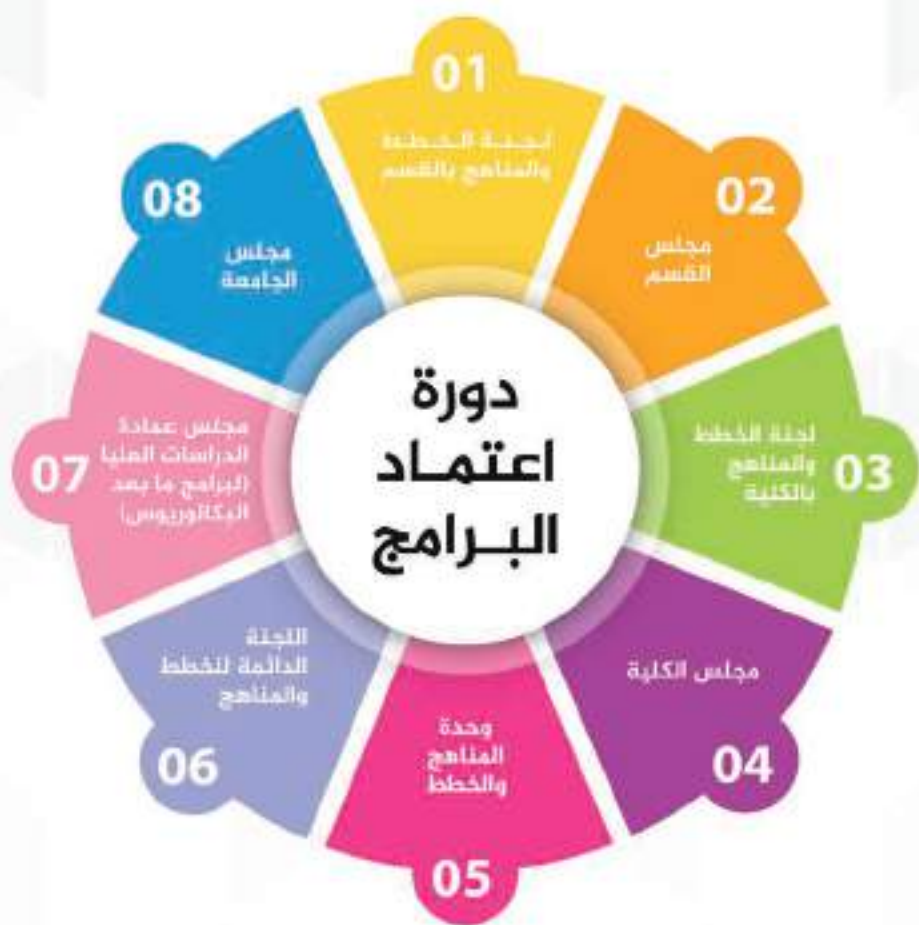 دورة
اعتماد
البرامج
01
لجنة الخطط
والمناهج بالقسم
02
مجلس
القسم
03
لجنة الخطط
والمناهج
بالكلية
04
مجلس الكلية
05
وحدة
المناهج
والخطط
06
اللجنة
الدائمة للخطط
والمناهج
07
مجلس عمادة
الدراسات العليا
(لبرامج ما بعد
البكالوريوس)
08
مجلس
الجامعة